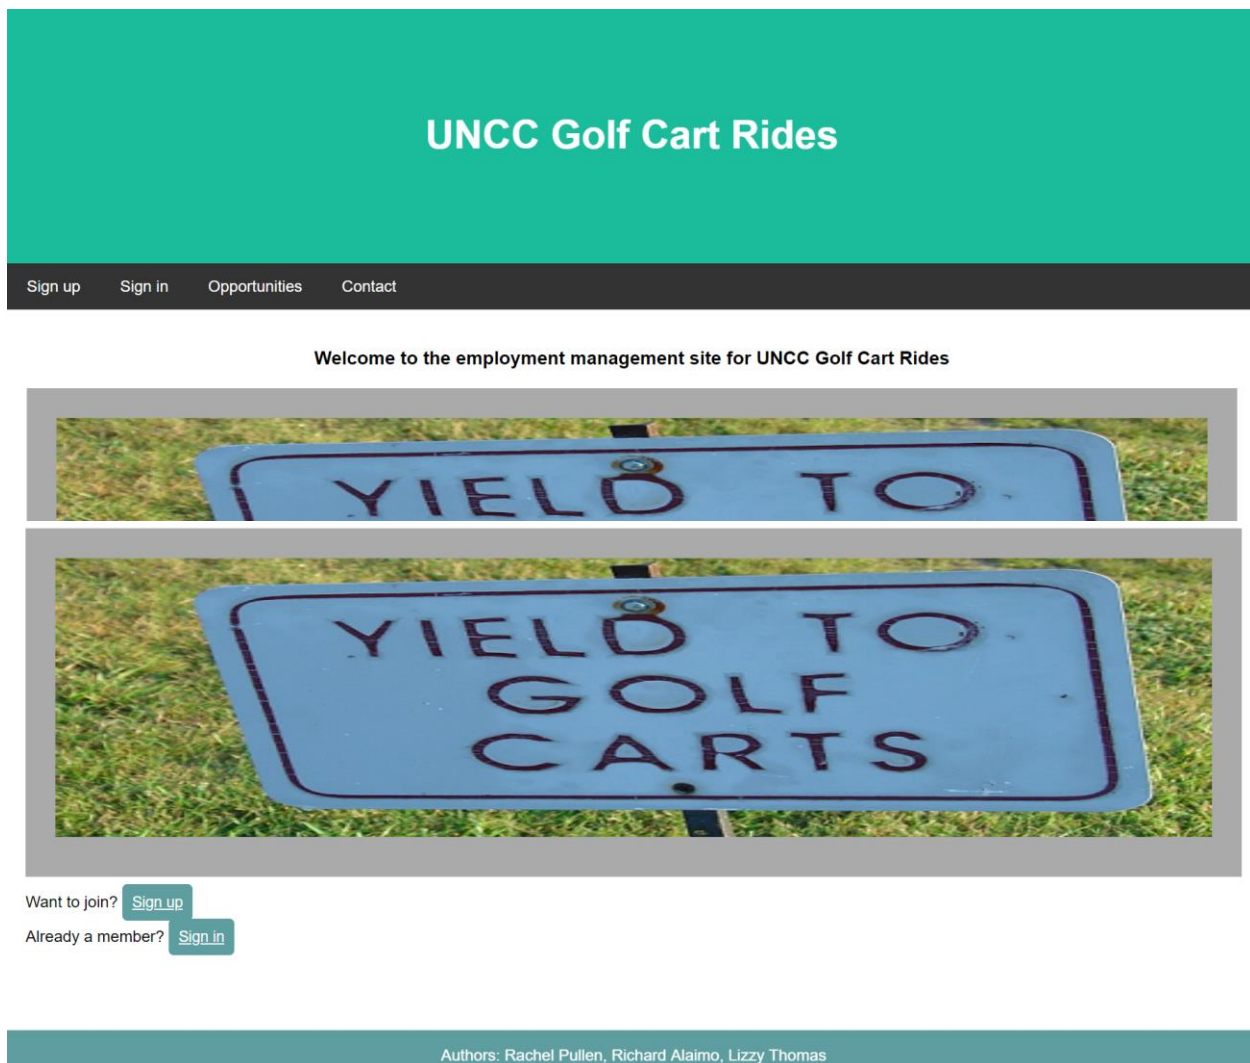 UNCC Golf Cart Rides
Sign up Sign in Opportunities Contact
Welcome to the employment management site for UNCC Golf Cart Rides
YIELD TO
YIELD TO
GOLF
CARTS
Want to join? Sign up
Already a member? Sign in
Authors: Rachel Pullen, Richard Alaimo, Lizzy Thomas